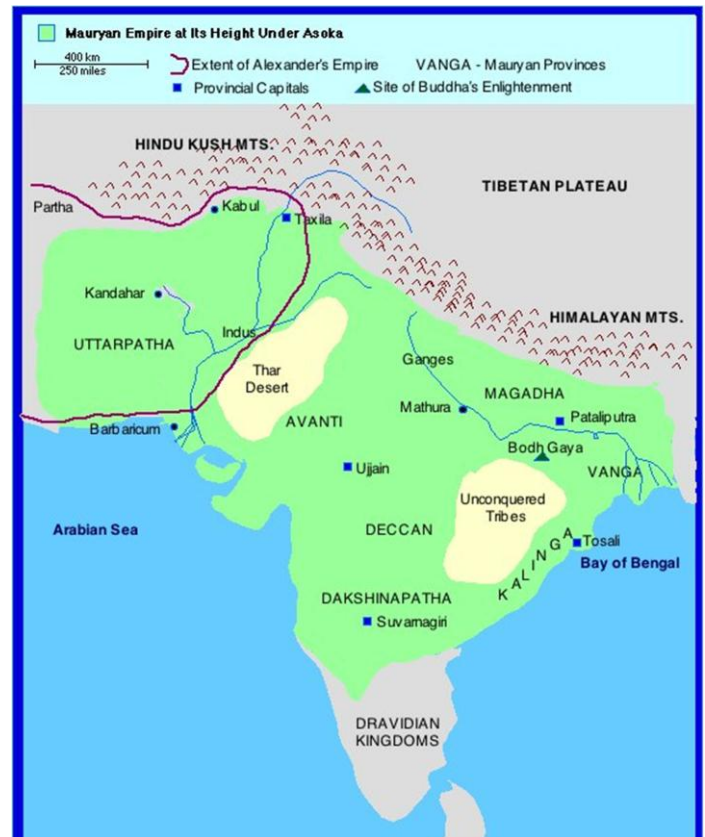 Mauryan Empire at Its Height Under Asoka
400 km
250 miles
Extent of Alexander's Empire
VANGA - Mauryan Provinces
Provincial Capitals
Site of Buddha's Enlightenment
HINDU KUSH MTS.
TIBETAN PLATEAU
Partha
Kabul
Taxila
Kandahar
HIMALAYAN MTS.
Indus
UTTARPATHA
Ganges
Thar
Desert
MAGADHA
Mathura
Pataliputra
AVANTI
Barbaricum
Bodh Gaya
Ujjain
VANGA
Unconquered
Tribes
Arabian Sea
DECCAN
KALINGA
Tosali
Bay of Bengal
DAKSHINAPATHA
Suvarnagiri
DRAVIDIAN
KINGDOMS